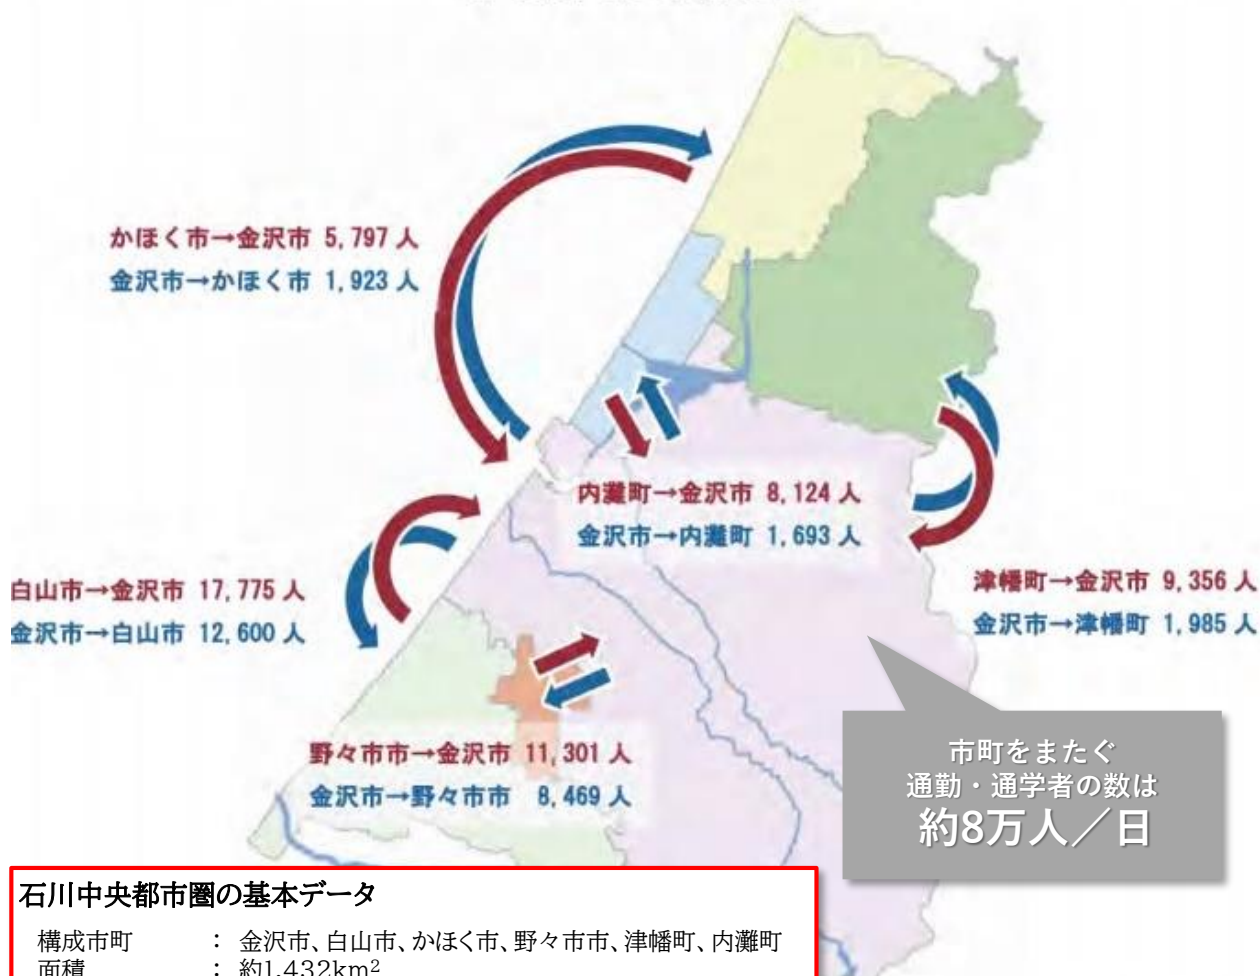 かほく市→金沢市 5,797 人
金沢市→かほく市 1,923 人
内灘町→金沢市 8,124 人
金沢市→内灘町 1,693 人
白山市→金沢市 17,775 人
金沢市→白山市 12,600 人
津幡町→金沢市 9,356 人
金沢市→津幡町 1,985 人
野々市市→金沢市 11,301 人
金沢市→野々市市 8,469 人
市町をまたぐ
通勤・通学者の数は
約8万人／日
石川中央都市圏の基本データ
構成市町 : 金沢市、白山市、かほく市、野々市市、津幡町、内灘町
面積 : 約1,432km²